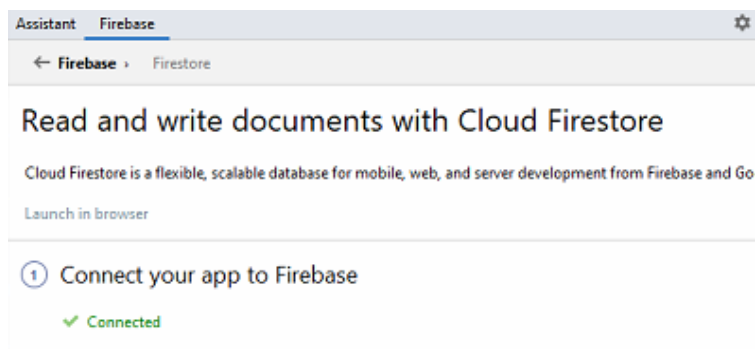 Assistant Firebase
← Firebase › Firestore
Read and write documents with Cloud Firestore
Cloud Firestore is a flexible, scalable database for mobile, web, and server development from Firebase and Go
Launch in browser
1 Connect your app to Firebase
✓ Connected